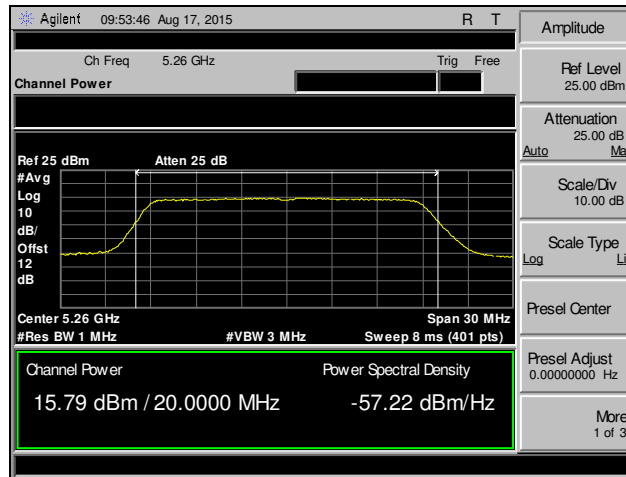 Agilent 09:53:46 Aug 17, 2015 R T
Amplitude
Ch Freq 5.26 GHz Trig Free
Channel Power
Ref Level
25.00 dBm
Attenuation
25.00 dB
Auto Ma
Scale/Div
10.00 dB
Scale Type
Log Li
Presel Center
Presel Adjust
0.00000000 Hz
More
1 of 3
Ref 25 dBm Atten 25 dB
#Avg
Log
10
dB/
Offst
12
dB
Center 5.26 GHz Span 30 MHz
#Res BW 1 MHz #VBW 3 MHz Sweep 8 ms (401 pts)
Channel Power Power Spectral Density
15.79 dBm / 20.0000 MHz -57.22 dBm/Hz